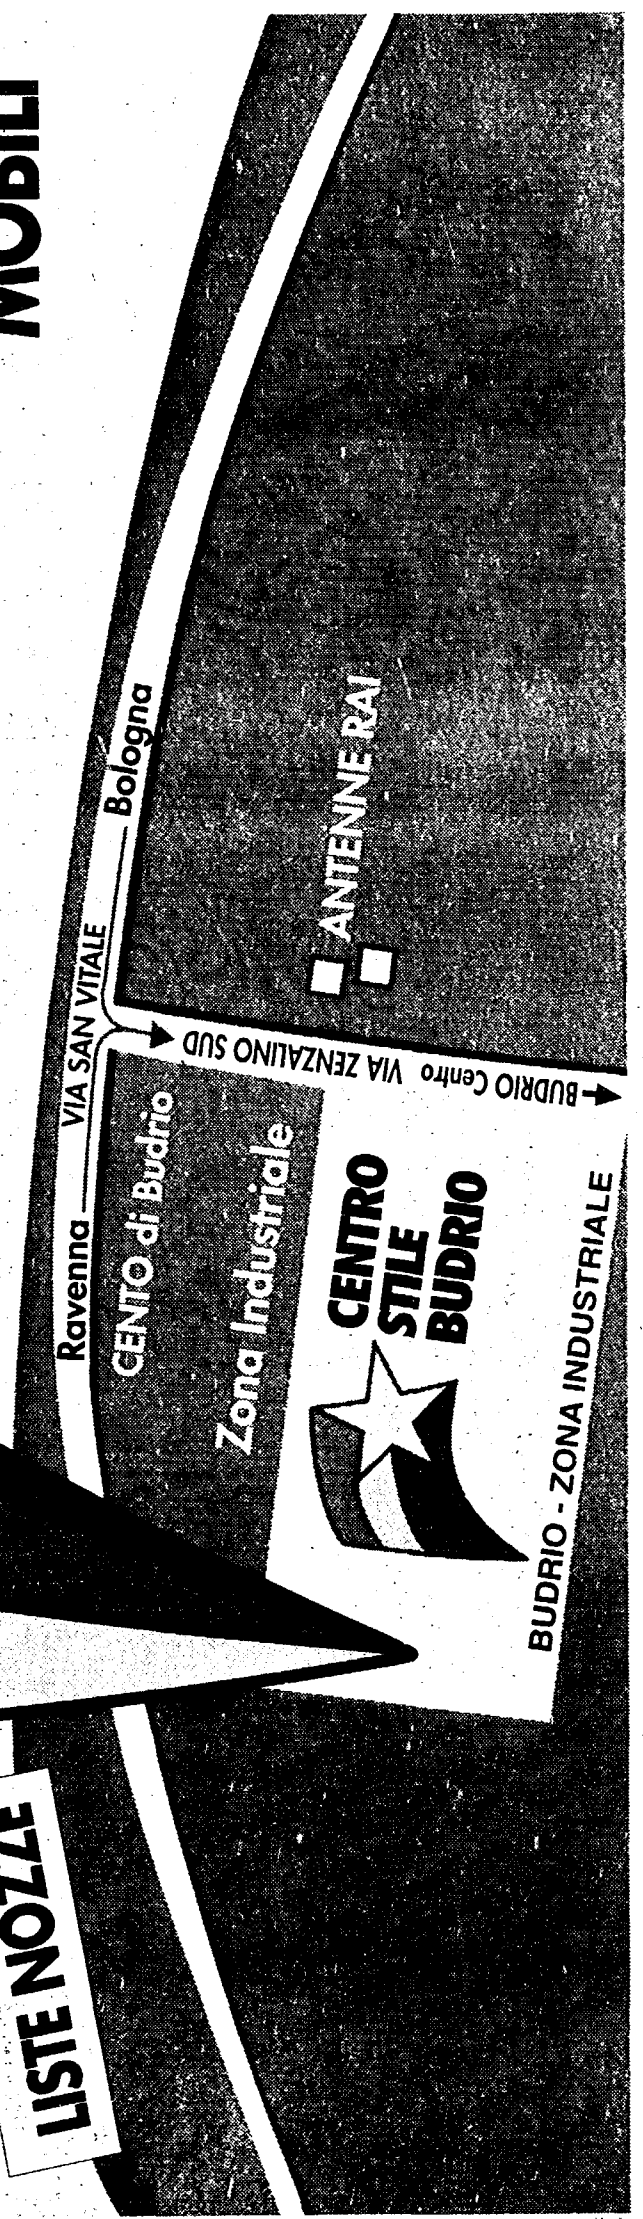 MOBILI
Bologna
VIA SAN VITALE
Ravenna
ANTENNE RAI
VIA ZENZALINO SUD
BUDRIO Centro
CENTO di Budrio
Zona Industriale
CENTRO
STILE
BUDRIO
BUDRIO - ZONA INDUSTRIALE
LISTE NOZZE